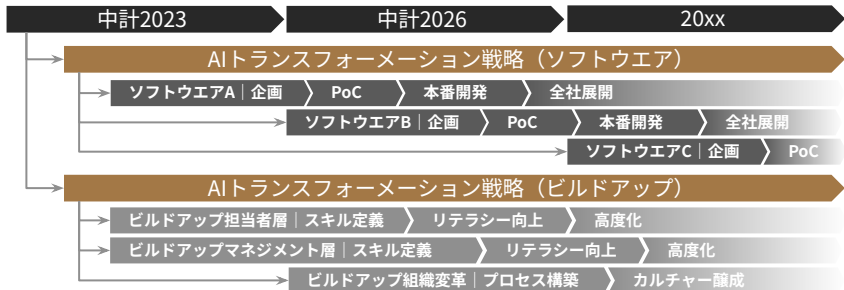 中計2023 中計2026 20xx
AIトランスフォーメーション戦略（ソフトウエア）
ソフトウエアA｜企画 PoC 本番開発 全社展開
ソフトウエアB｜企画 PoC 本番開発 全社展開
ソフトウエアC｜企画 PoC
AIトランスフォーメーション戦略（ビルドアップ）
ビルドアップ担当者層｜スキル定義 リテラシー向上 高度化
ビルドアップマネジメント層｜スキル定義 リテラシー向上 高度化
ビルドアップ組織変革｜プロセス構築 カルチャー醸成